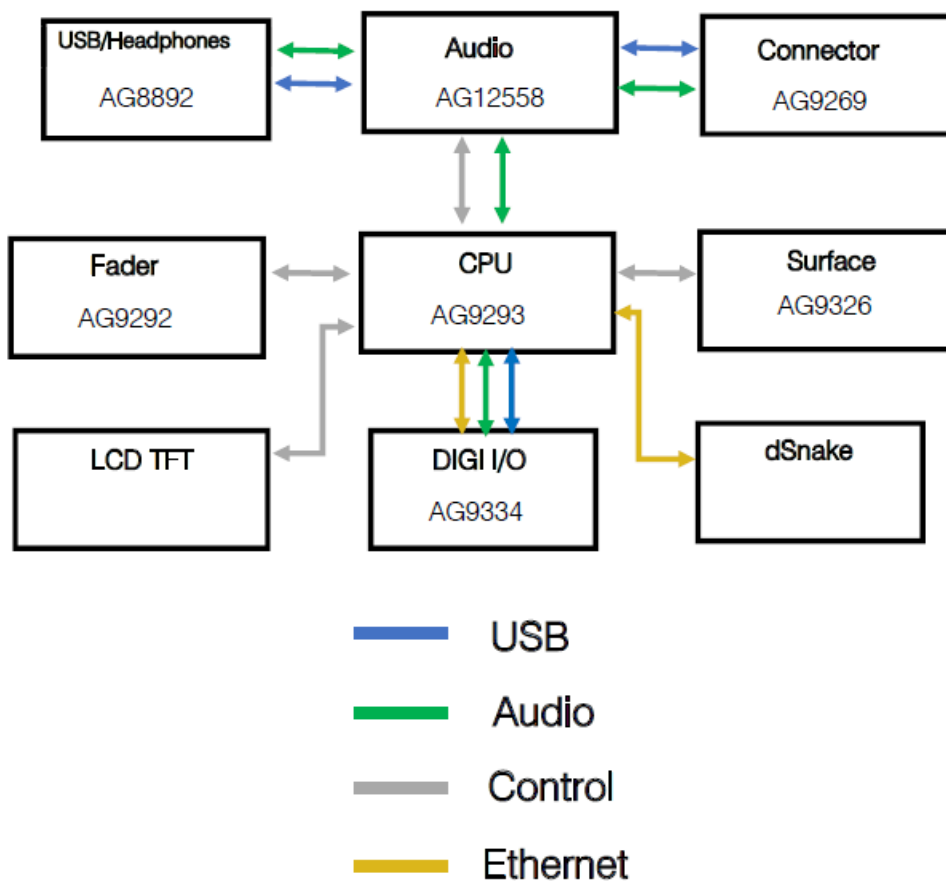 USB/Headphones
AG8892
Audio
AG12558
Connector
AG9269
Fader
AG9292
CPU
AG9293
Surface
AG9326
LCD TFT
DIGI I/O
AG9334
dSnake
USB
Audio
Control
Ethernet